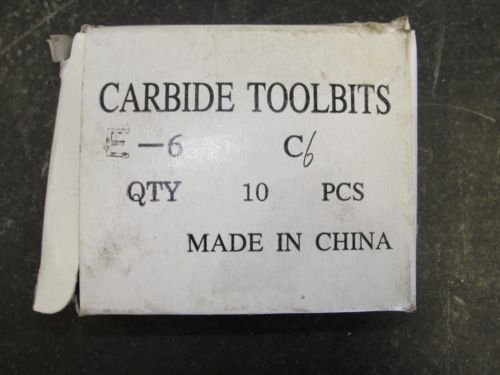 CARBIDE TOOLBITS
E-6 C6
QTY 10 PCS
MADE IN CHINA